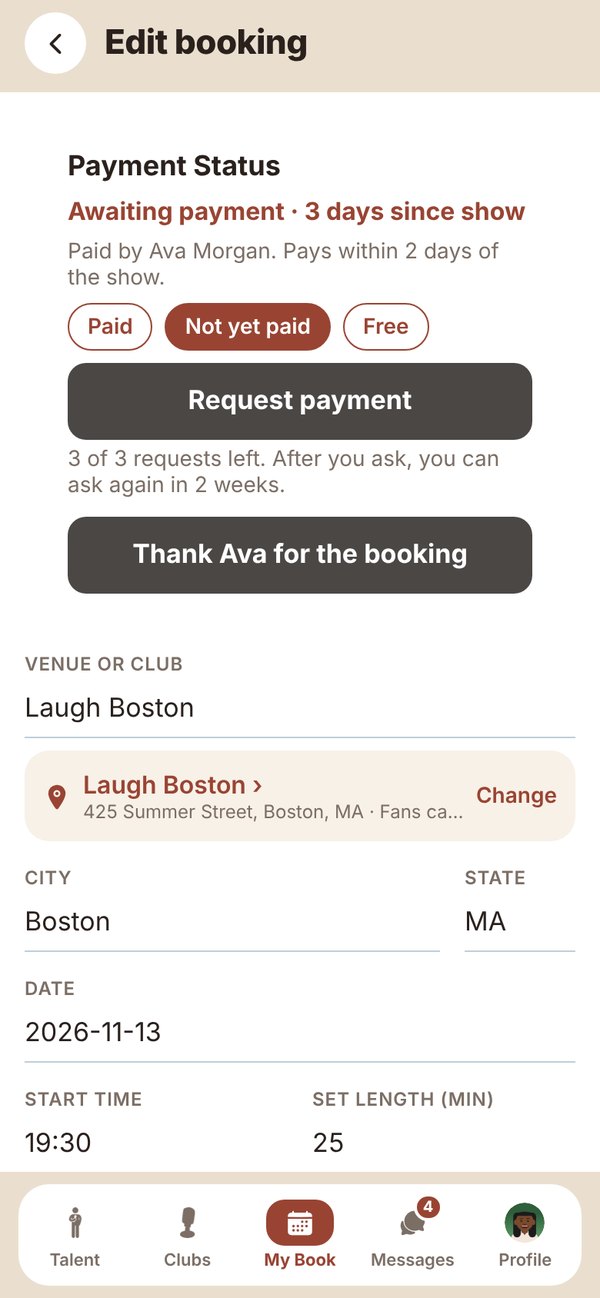 Edit booking
Payment Status
Awaiting payment · 3 days since show
Paid by Ava Morgan. Pays within 2 days of
the show.
Paid Not yet paid Free
Request payment
3 of 3 requests left. After you ask, you can
ask again in 2 weeks.
Thank Ava for the booking
VENUE OR CLUB
Laugh Boston
Laugh Boston ›
425 Summer Street, Boston, MA · Fans ca...
Change
CITY STATE
Boston MA
DATE
2026-11-13
START TIME SET LENGTH (MIN)
19:30 25
4
Talent Clubs My Book Messages Profile